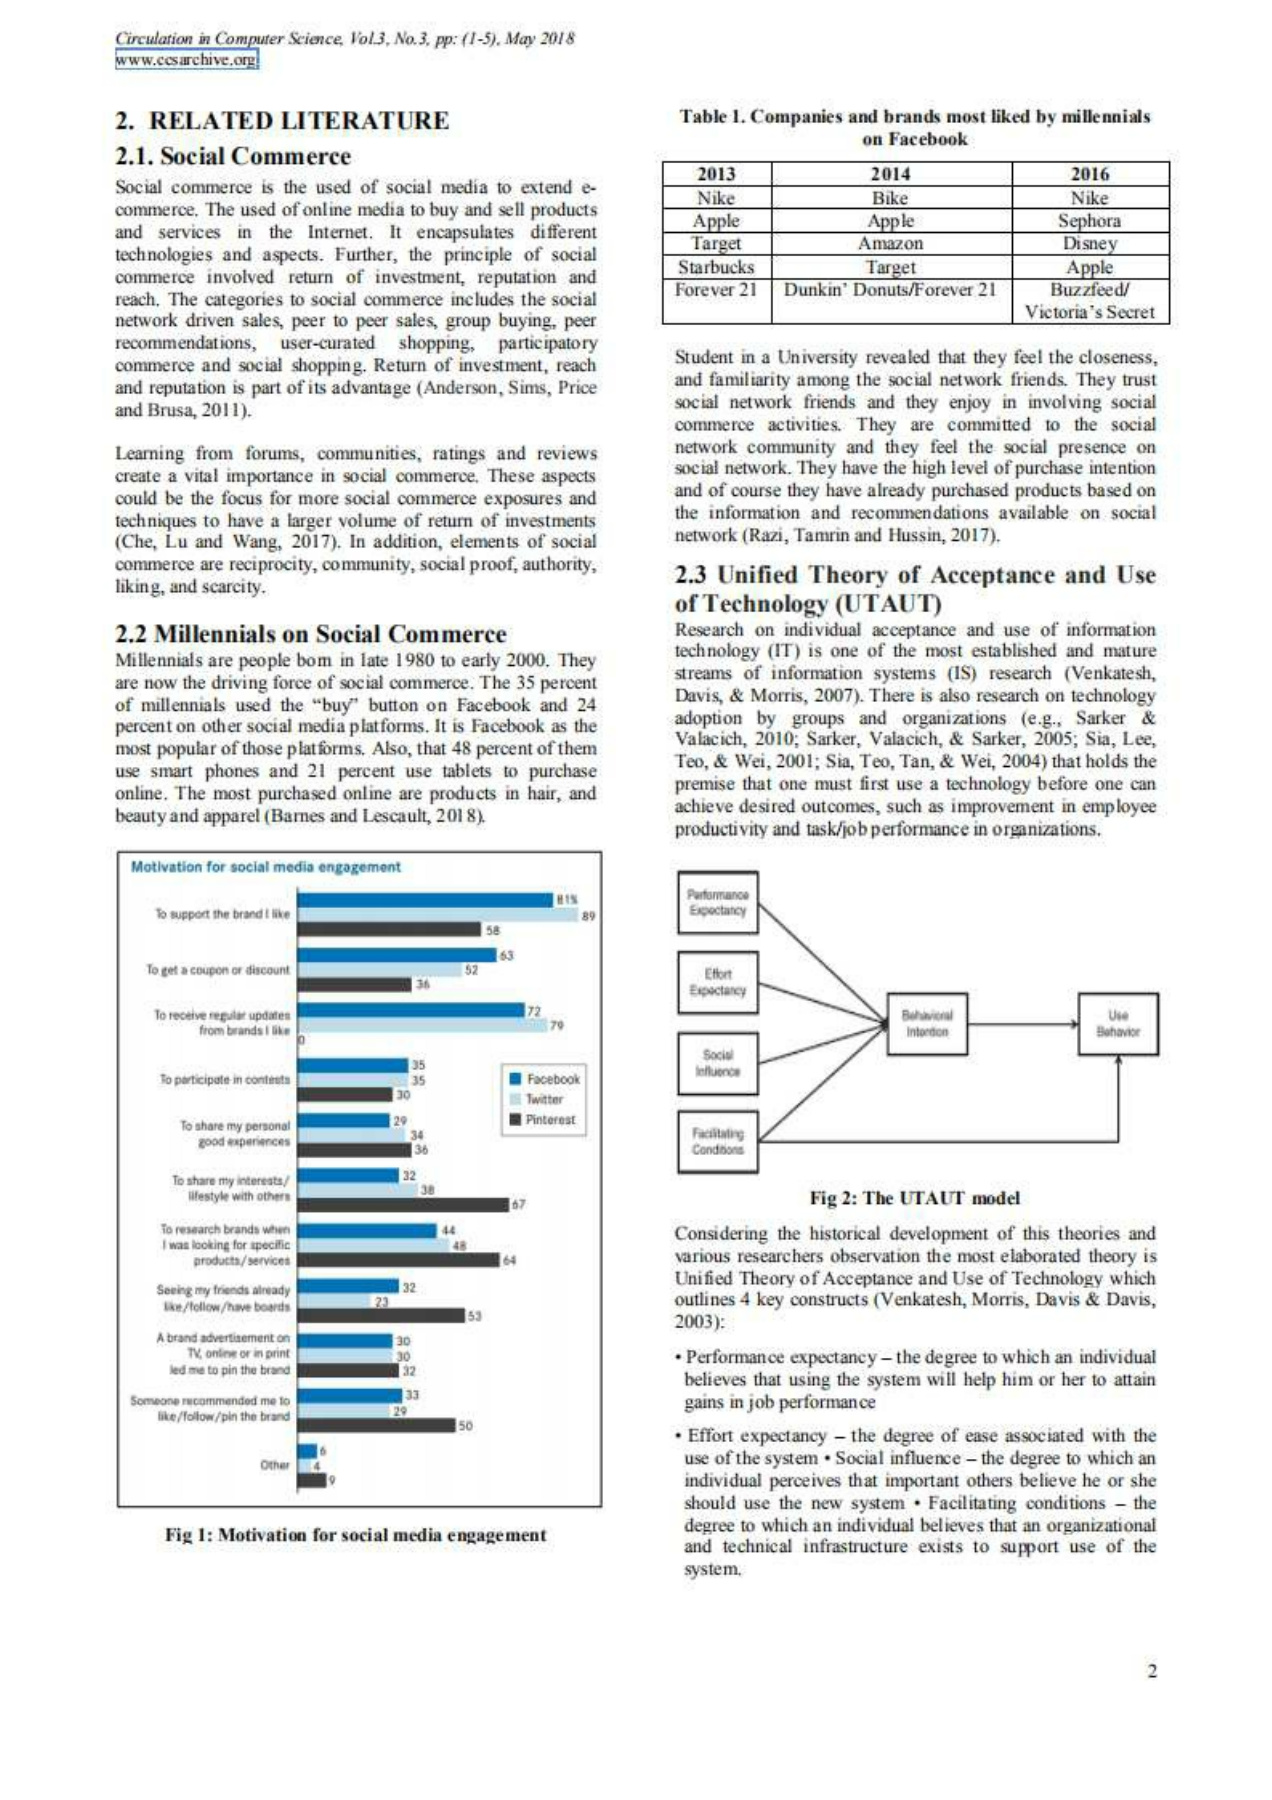 Circulation in Computer Science, Vol.3, No.3, pp: (1-5), May 2018
www.ccsarchive.org
2. RELATED LITERATURE
2.1. Social Commerce
Social commerce is the used of social media to extend e-
commerce. The used of online media to buy and sell products
and services in the Internet. It encapsulates different
technologies and aspects. Further, the principle of social
commerce involved return of investment, reputation and
reach. The categories to social commerce includes the social
network driven sales, peer to peer sales, group buying, peer
recommendations, user-curated shopping, participatory
commerce and social shopping. Return of investment, reach
and reputation is part of its advantage (Anderson, Sims, Price
and Brusa, 2011).
Learning from forums, communities, ratings and reviews
create a vital importance in social commerce. These aspects
could be the focus for more social commerce exposures and
techniques to have a larger volume of return of investments
(Che, Lu and Wang, 2017). In addition, elements of social
commerce are reciprocity, community, social proof, authority,
liking, and scarcity.
2.2 Millennials on Social Commerce
Millennials are people born in late 1980 to early 2000. They
are now the driving force of social commerce. The 35 percent
of millennials used the “buy” button on Facebook and 24
percent on other social media platforms. It is Facebook as the
most popular of those platforms. Also, that 48 percent of them
use smart phones and 21 percent use tablets to purchase
online. The most purchased online are products in hair, and
beauty and apparel (Barnes and Lescault, 2018).
Motivation for social media engagement
To support the brand I like
81%
89
58
To get a coupon or discount
63
52
36
To receive regular updates
from brands I like
72
79
0
To participate in contests
35
35
30
To share my personal
good experiences
29
34
36
To share my interests/
lifestyle with others
32
38
67
To research brands when
I was looking for specific
products/services
44
48
64
Seeing my friends already
like/follow/have boards
32
23
53
A brand advertisement on
TV, online or in print
led me to pin the brand
30
30
32
Someone recommended me to
like/follow/pin the brand
33
29
50
Other
6
4
9
Facebook
Twitter
Pinterest
Fig 1: Motivation for social media engagement
Table 1. Companies and brands most liked by millennials
on Facebook
2013 2014 2016
Nike Bike Nike
Apple Apple Sephora
Target Amazon Disney
Starbucks Target Apple
Forever 21 Dunkin’ Donuts/Forever 21 Buzzfeed/
Victoria’s Secret
Student in a University revealed that they feel the closeness,
and familiarity among the social network friends. They trust
social network friends and they enjoy in involving social
commerce activities. They are committed to the social
network community and they feel the social presence on
social network. They have the high level of purchase intention
and of course they have already purchased products based on
the information and recommendations available on social
network (Razi, Tamrin and Hussin, 2017).
2.3 Unified Theory of Acceptance and Use
of Technology (UTAUT)
Research on individual acceptance and use of information
technology (IT) is one of the most established and mature
streams of information systems (IS) research (Venkatesh,
Davis, & Morris, 2007). There is also research on technology
adoption by groups and organizations (e.g., Sarker &
Valacich, 2010; Sarker, Valacich, & Sarker, 2005; Sia, Lee,
Teo, & Wei, 2001; Sia, Teo, Tan, & Wei, 2004) that holds the
premise that one must first use a technology before one can
achieve desired outcomes, such as improvement in employee
productivity and task/job performance in organizations.
Performance
Expectancy
Effort
Expectancy
Social
Influence
Facilitating
Conditions
Behavioral
Intention
Use
Behavior
Fig 2: The UTAUT model
Considering the historical development of this theories and
various researchers observation the most elaborated theory is
Unified Theory of Acceptance and Use of Technology which
outlines 4 key constructs (Venkatesh, Morris, Davis & Davis,
2003):
• Performance expectancy – the degree to which an individual
believes that using the system will help him or her to attain
gains in job performance
• Effort expectancy – the degree of ease associated with the
use of the system • Social influence – the degree to which an
individual perceives that important others believe he or she
should use the new system • Facilitating conditions – the
degree to which an individual believes that an organizational
and technical infrastructure exists to support use of the
system.
2